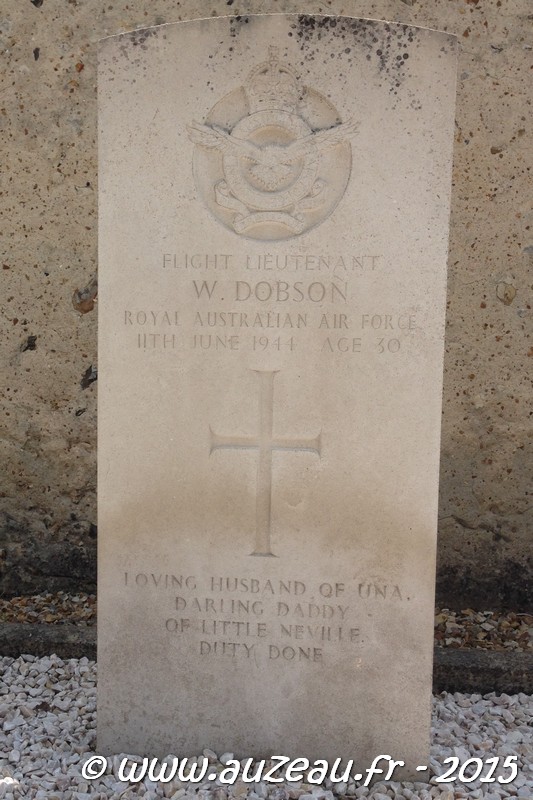 FLIGHT LIEUTENANT
W. DOBSON
ROYAL AUSTRALIAN AIR FORCE
11TH JUNE 1944 AGE 30
LOVING HUSBAND OF UNA,
DARLING DADDY
OF LITTLE NEVILLE.
DUTY DONE
© www.auzeau.fr - 2015